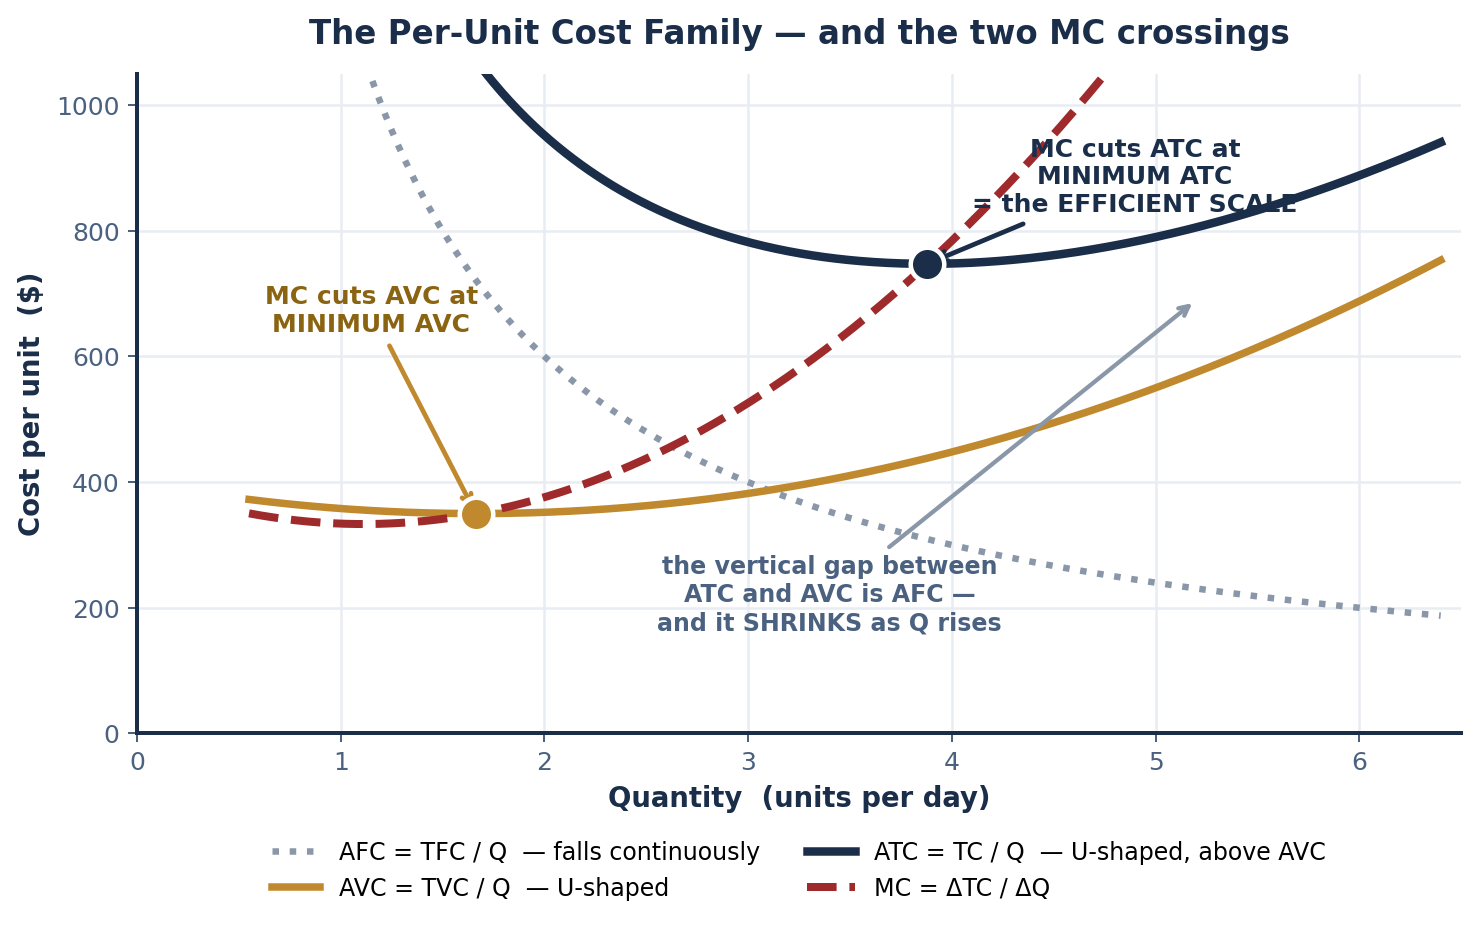 The Per-Unit Cost Family — and the two MC crossings
Cost per unit  ($)
1000
800
600
400
200
0
MC cuts ATC at
MINIMUM ATC
= the EFFICIENT SCALE
MC cuts AVC at
MINIMUM AVC
the vertical gap between
ATC and AVC is AFC —
and it SHRINKS as Q rises
0 1 2 3 4 5 6
Quantity  (units per day)
AFC = TFC / Q  — falls continuously
AVC = TVC / Q  — U-shaped
ATC = TC / Q  — U-shaped, above AVC
MC = ΔTC / ΔQ